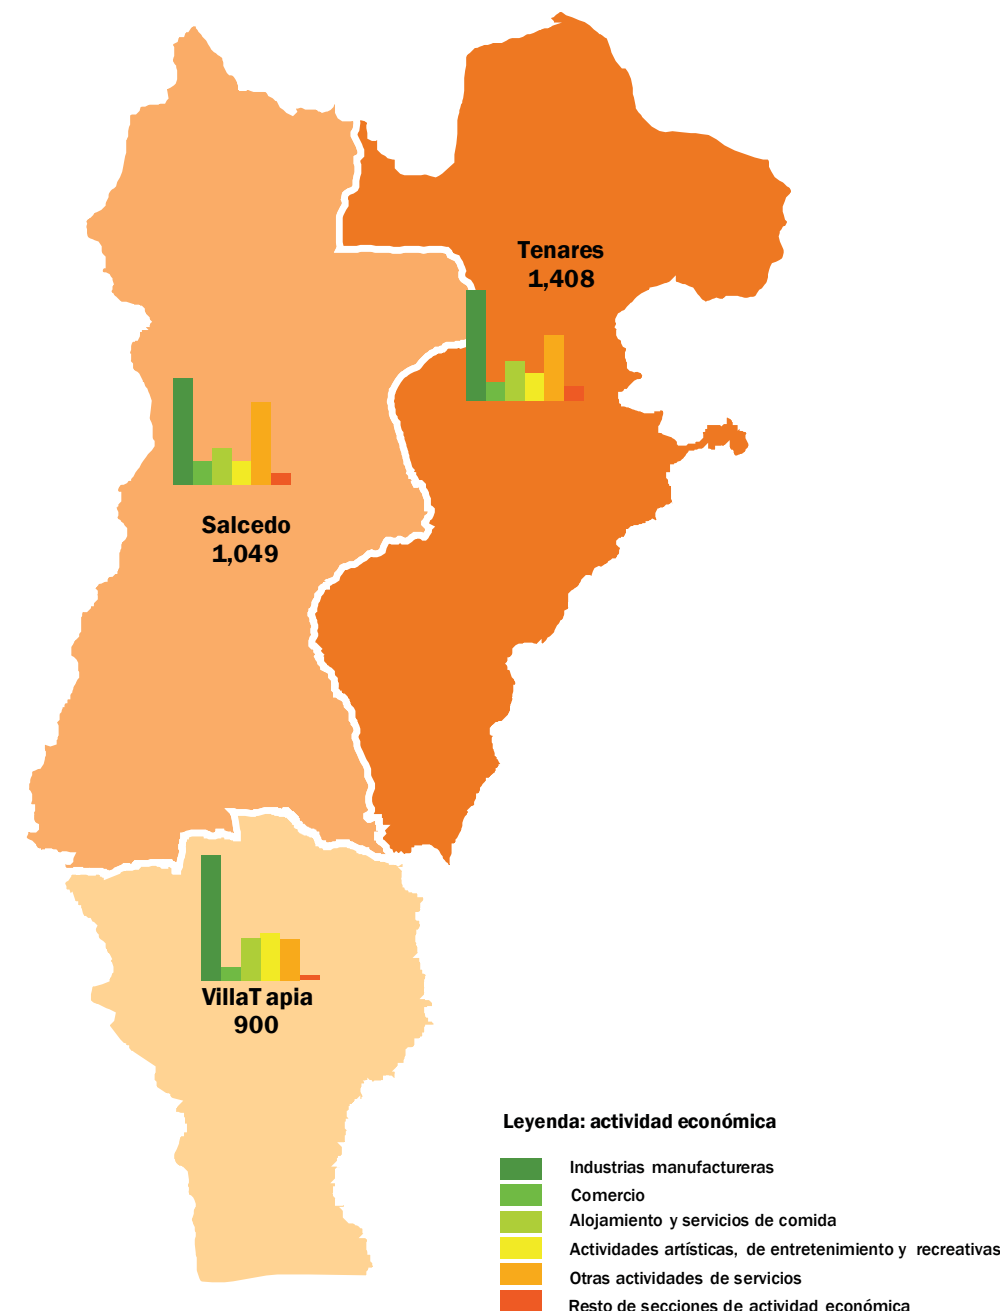 Tenares
1,408
Salcedo
1,049
VillaT apia
900
Leyenda: actividad económica
Industrias manufactureras
Comercio
Alojamiento y servicios de comida
Actividades artísticas, de entretenimiento y recreativas
Otras actividades de servicios
Resto de secciones de actividad económica